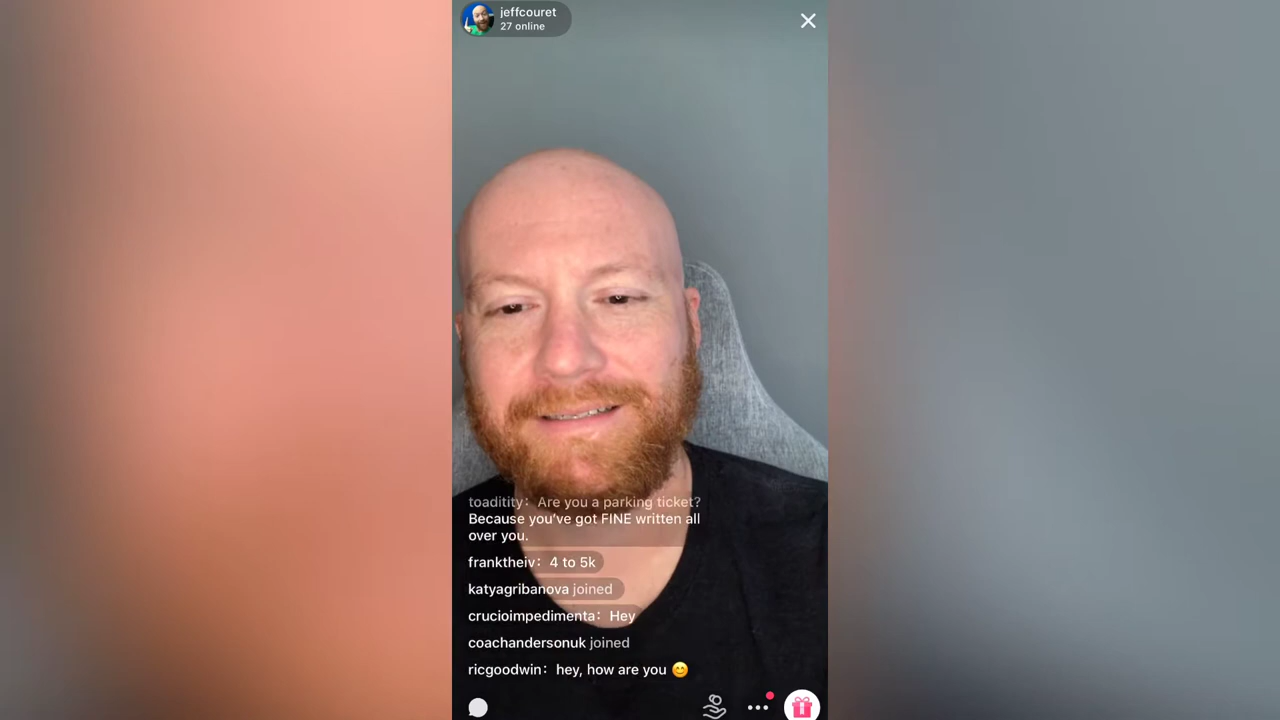 jeffcouret
27 online
toaditity: Are you a parking ticket?
Because you've got FINE written all
over you.
franktheiv: 4 to 5k
katyagribanova joined
crucioimpedimenta: Hey
coachandersonuk joined
ricgoodwin: hey, how are you 😊